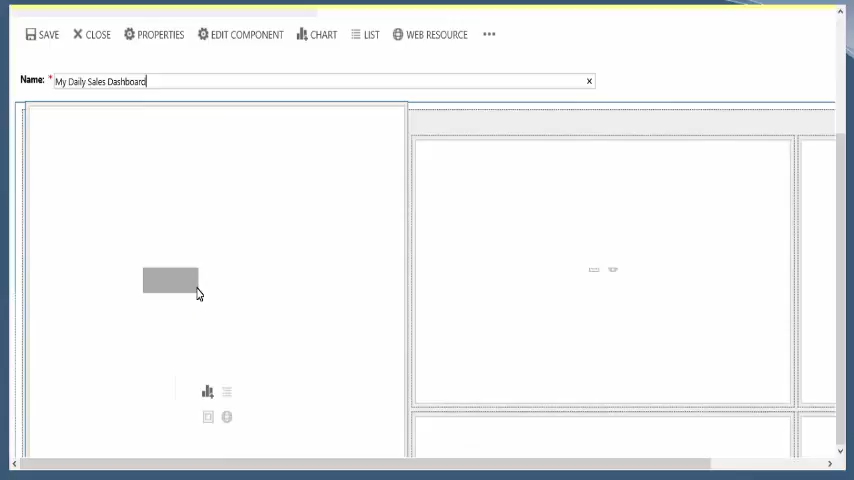 SAVE CLOSE PROPERTIES EDIT COMPONENT CHART LIST WEB RESOURCE •••
Name: * My Daily Sales Dashboard